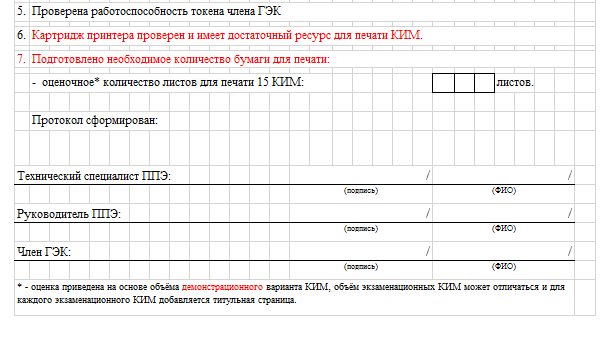 5. Проверена работоспособность токена члена ГЭК
6. Картридж принтера проверен и имеет достаточный ресурс для печати КИМ.
7. Подготовлено необходимое количество бумаги для печати:
- оценочное* количество листов для печати 15 КИМ: листов.
Протокол сформирован:
Технический специалист ППЭ: / /
(подпись) (ФИО)
Руководитель ППЭ: / /
(подпись) (ФИО)
Член ГЭК: / /
(подпись) (ФИО)
* - оценка приведена на основе объёма демонстрационного варианта КИМ, объём экзаменационных КИМ может отличаться и для
каждого экзаменационного КИМ добавляется титульная страница.